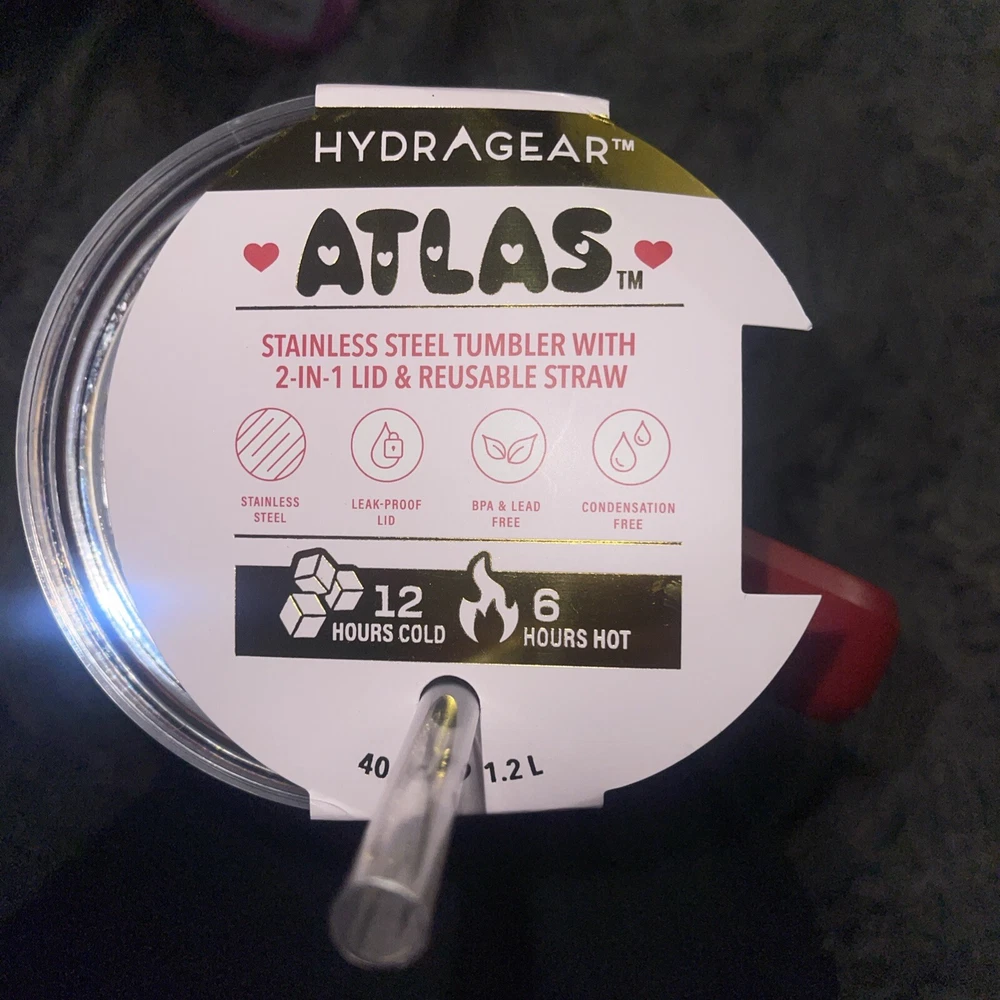 HYDRAGEAR™
ATLAS™
STAINLESS STEEL TUMBLER WITH
2-IN-1 LID & REUSABLE STRAW
STAINLESS
STEEL
LEAK-PROOF
LID
BPA & LEAD
FREE
CONDENSATION
FREE
12
HOURS COLD
6
HOURS HOT
40
1.2 L